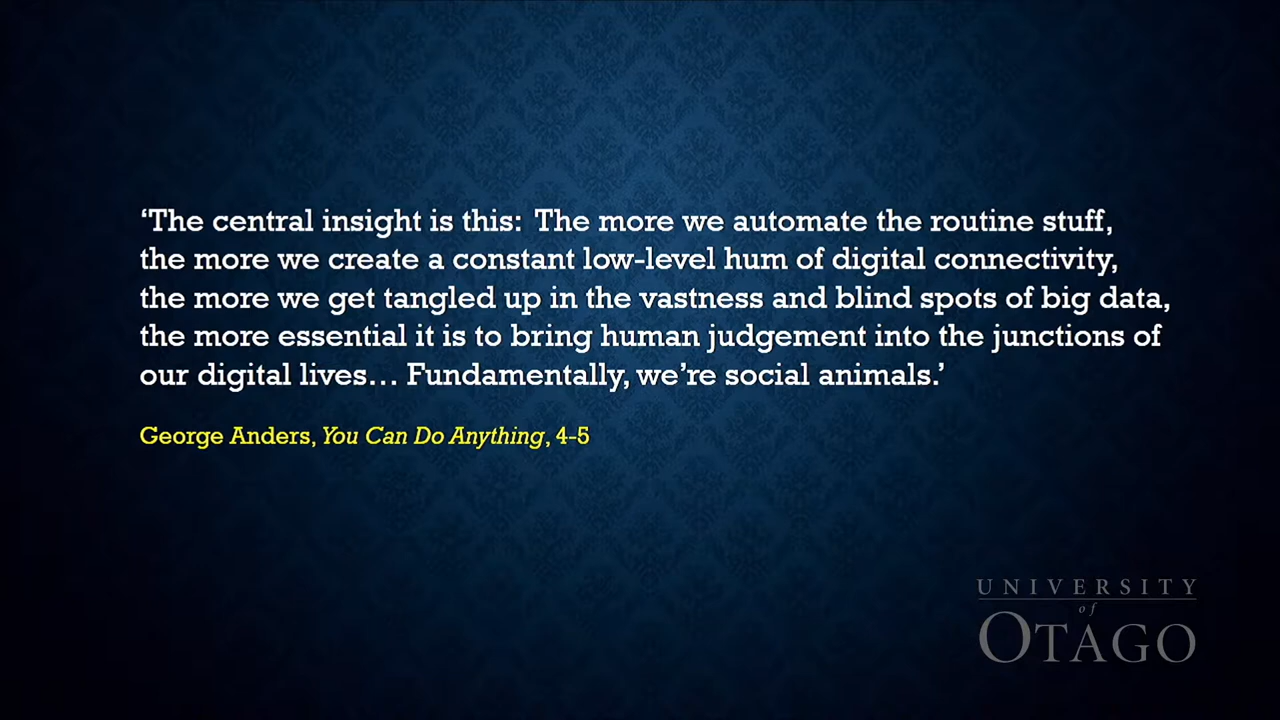 ‘The central insight is this:  The more we automate the routine stuff,
the more we create a constant low-level hum of digital connectivity,
the more we get tangled up in the vastness and blind spots of big data,
the more essential it is to bring human judgement into the junctions of
our digital lives… Fundamentally, we’re social animals.’
George Anders, You Can Do Anything, 4-5
UNIVERSITY
of
OTAGO